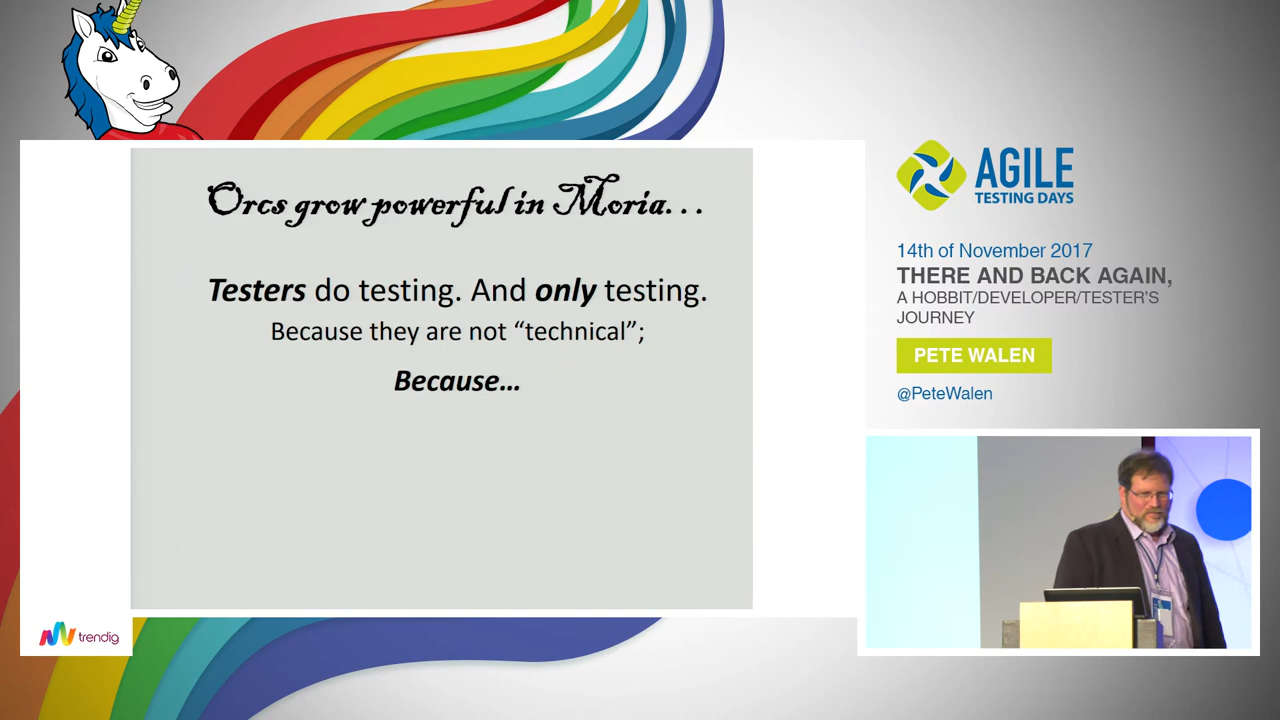 Orcs grow powerful in Moria…
Testers do testing. And only testing.
Because they are not “technical”;
Because…
AGILE
TESTING DAYS
14th of November 2017
THERE AND BACK AGAIN,
A HOBBIT/DEVELOPER/TESTER'S
JOURNEY
PETE WALEN
@PeteWalen
trendig